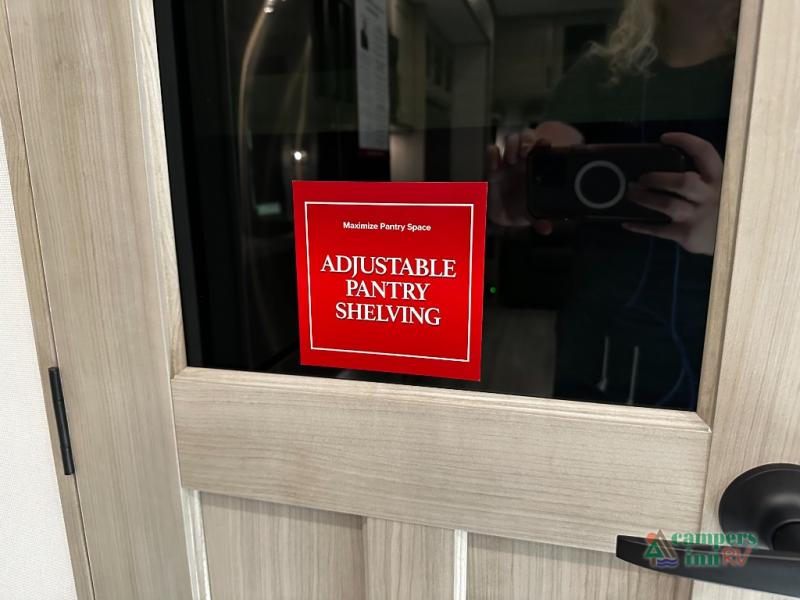 Maximize Pantry Space
ADJUSTABLE
PANTRY
SHELVING
campers
inn RV